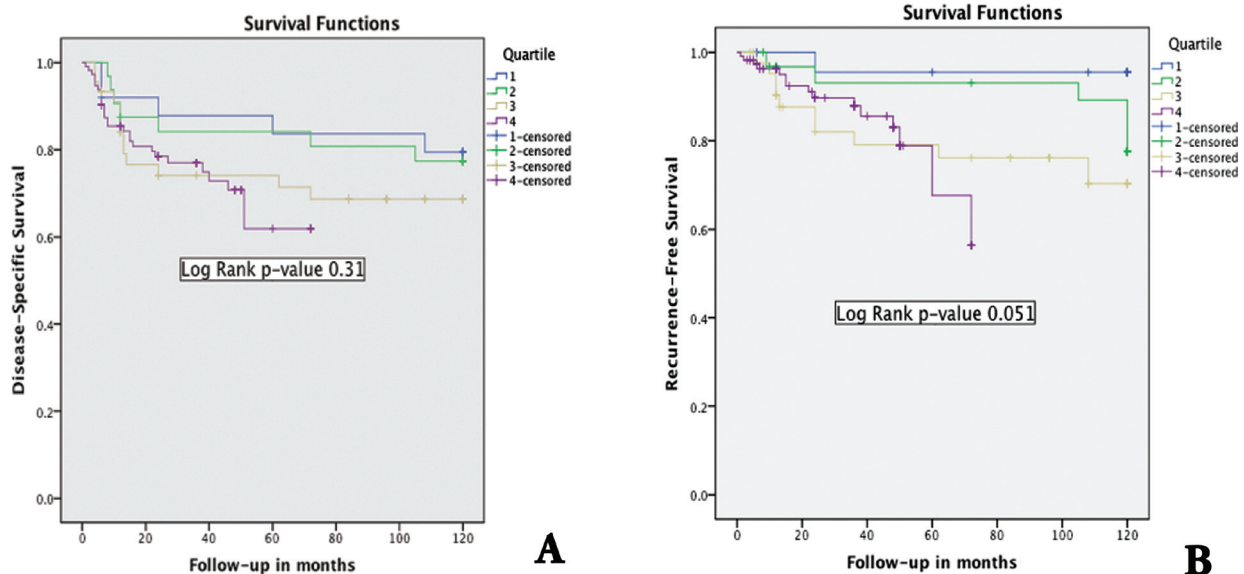 Survival Functions
Quartile
1
2
3
4
1-censored
2-censored
3-censored
4-censored
Disease-Specific Survival
1.0
0.8
0.6
0.4
0.2
0.0
Log Rank p-value 0.31
0 20 40 60 80 100 120
Follow-up in months
A
Survival Functions
Quartile
1
2
3
4
1-censored
2-censored
3-censored
4-censored
Recurrence-Free Survival
1.0
0.8
0.6
0.4
0.2
0.0
Log Rank p-value 0.051
0 20 40 60 80 100 120
Follow-up in months
B